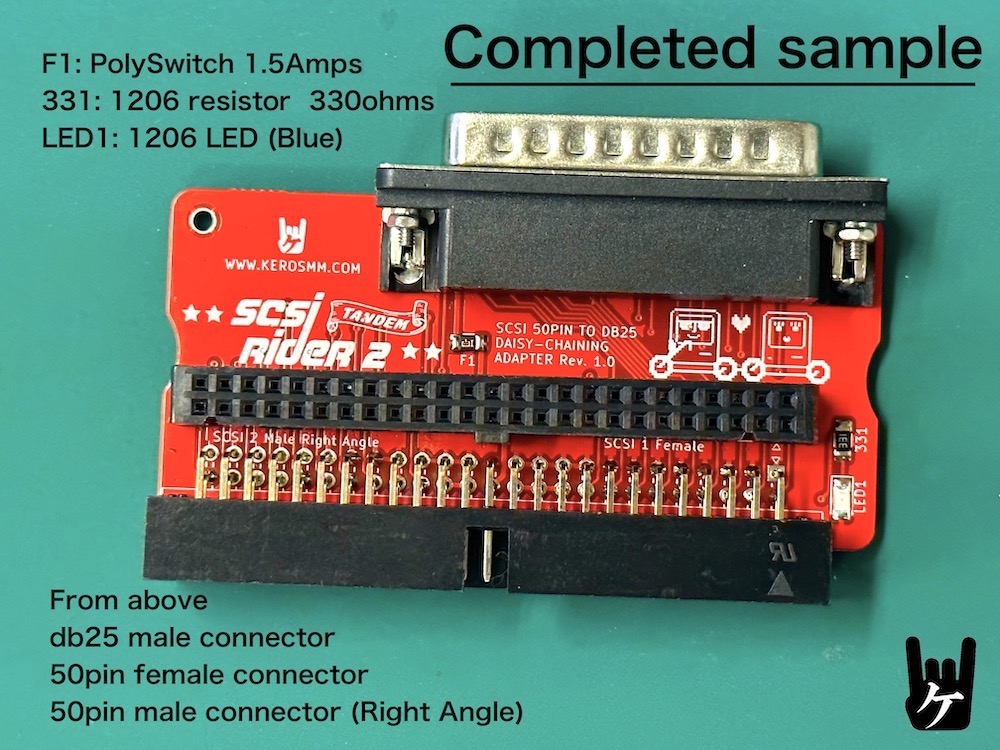 Completed sample
F1: PolySwitch 1.5Amps
331: 1206 resistor 330ohms
LED1: 1206 LED (Blue)
ケ
WWW.KEROSMM.COM
SCSI
TANDEM
RIDER 2
F1
SCSI 50PIN TO DB25
DAISY-CHAINING
ADAPTER Rev. 1.0
SCSI 2 Male Right Angle
SCSI 1 Female
331
331
LED1
From above
db25 male connector
50pin female connector
50pin male connector (Right Angle)
ケ